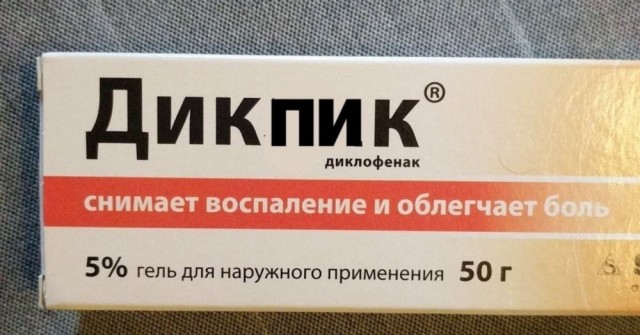 Дикпик®
диклофенак
снимает воспаление и облегчает боль
5% гель для наружного применения 50 г